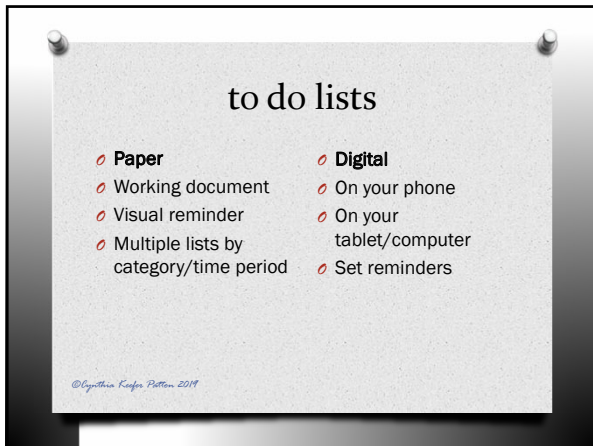 to do lists
Paper
Working document
Visual reminder
Multiple lists by
category/time period
Digital
On your phone
On your
tablet/computer
Set reminders
©Cynthia Keefer Patton 2019